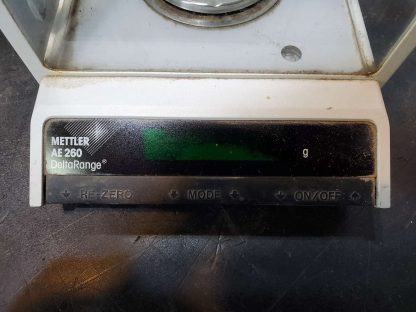 METTLER
AE 260
DeltaRange®
g
RE-ZERO
MODE
ON/OFF